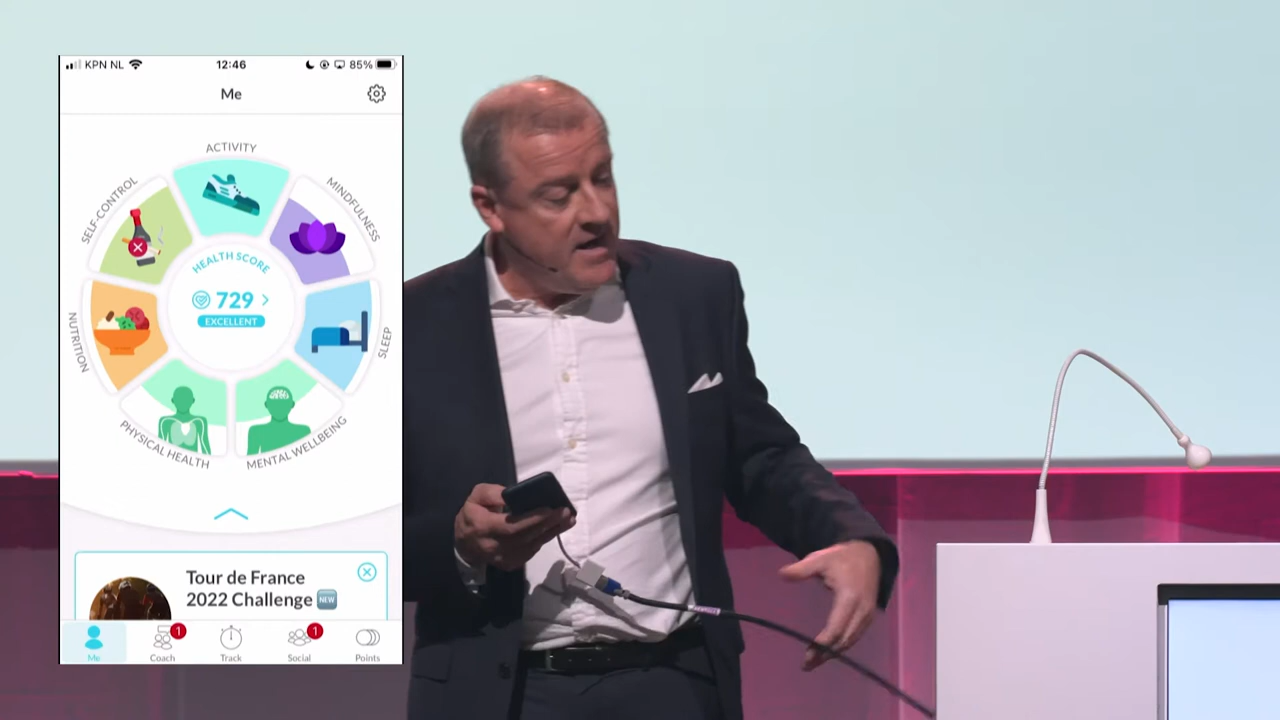 KPN NL
12:46
85%
Me
ACTIVITY
SELF-CONTROL
MINDFULNESS
HEALTH SCORE
729
EXCELLENT
NUTRITION
SLEEP
PHYSICAL HEALTH
MENTAL WELLBEING
Tour de France
2022 Challenge NEW
1
1
Me
Coach
Track
Social
Points